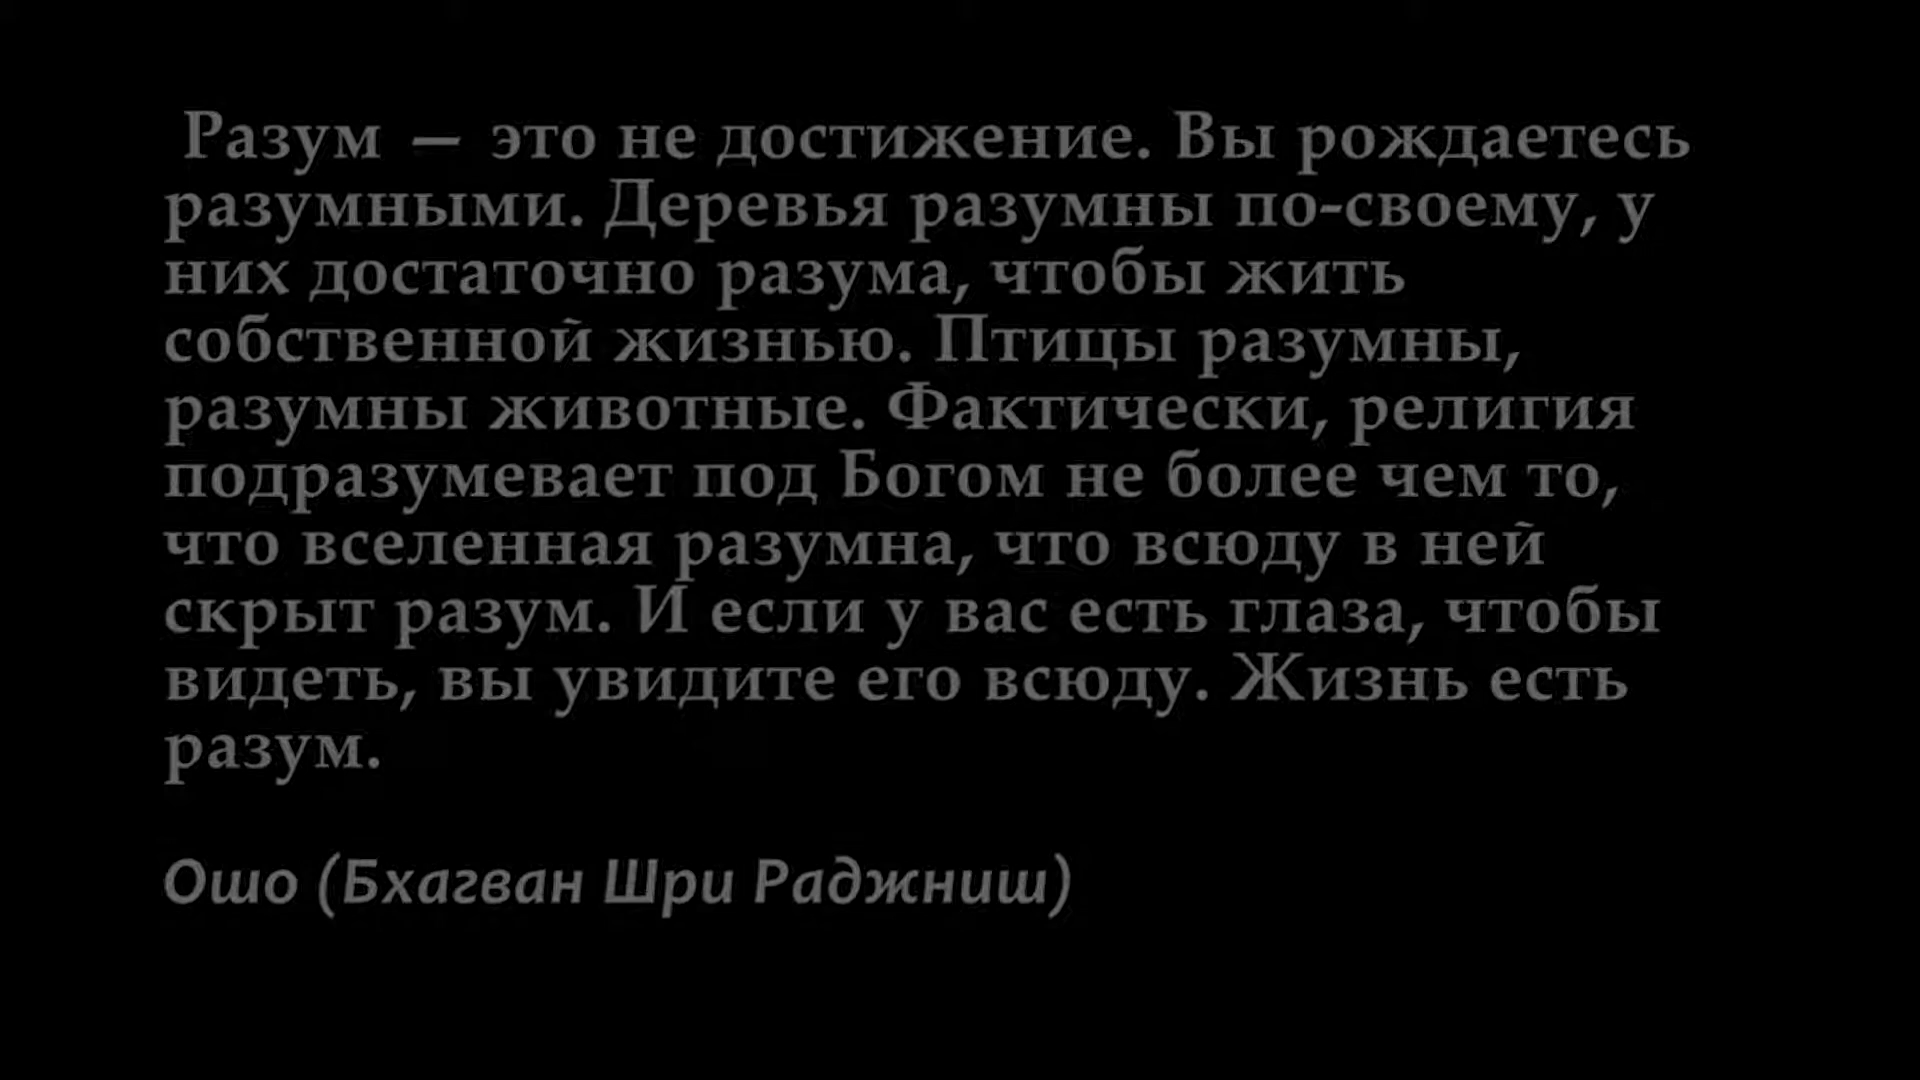 Разум — это не достижение. Вы рождаетесь
разумными. Деревья разумны по-своему, у
них достаточно разума, чтобы жить
собственной жизнью. Птицы разумны,
разумны животные. Фактически, религия
подразумевает под Богом не более чем то,
что вселенная разумна, что всюду в ней
скрыт разум. И если у вас есть глаза, чтобы
видеть, вы увидите его всюду. Жизнь есть
разум.
Ошо (Бхагван Шри Раджниш)